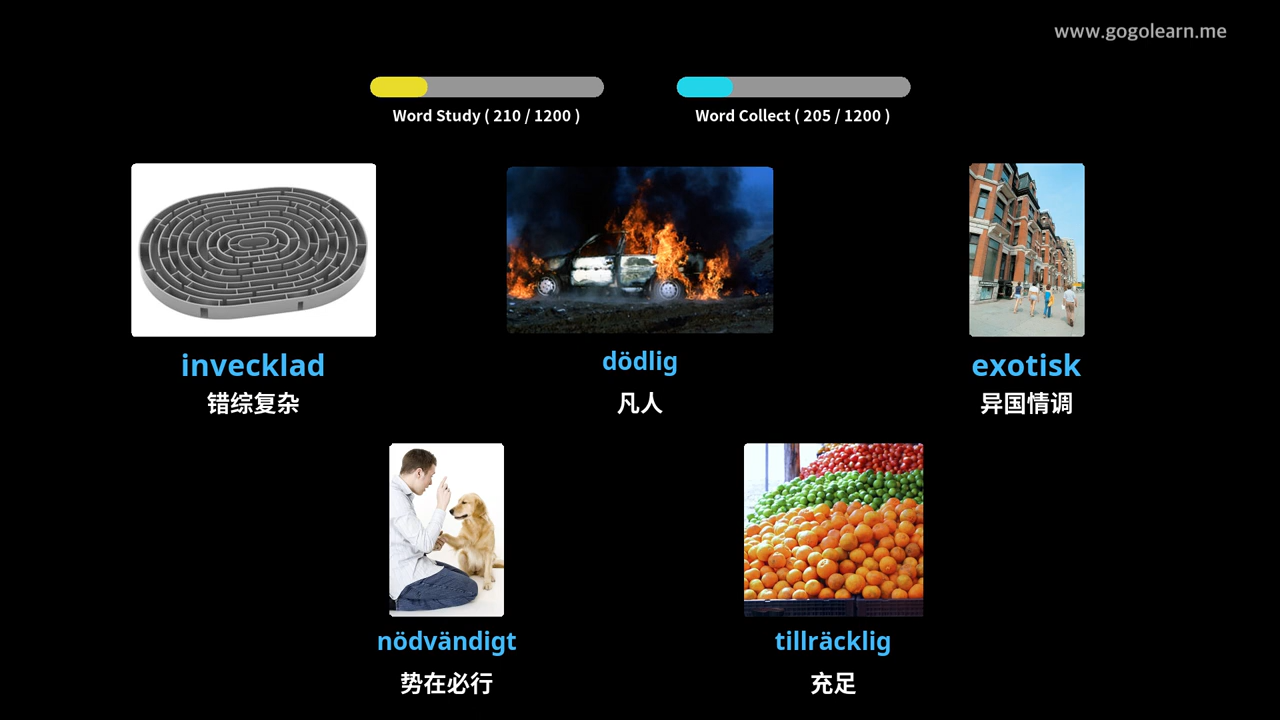 www.gogolearn.me
Word Study ( 210 / 1200 )
Word Collect ( 205 / 1200 )
invecklad
错综复杂
dödlig
凡人
exotisk
异国情调
nödvändigt
势在必行
tillräcklig
充足